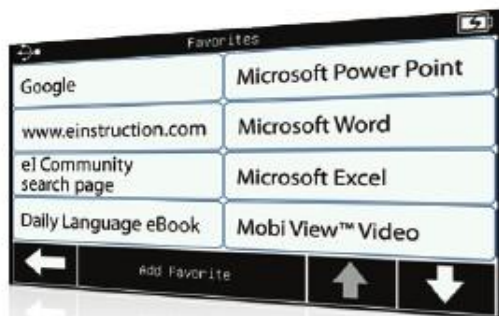 Favorites
Google
Microsoft Power Point
www.einstruction.com
Microsoft Word
eI Community
search page
Microsoft Excel
Daily Language eBook
Mobi View™ Video
Add Favorite